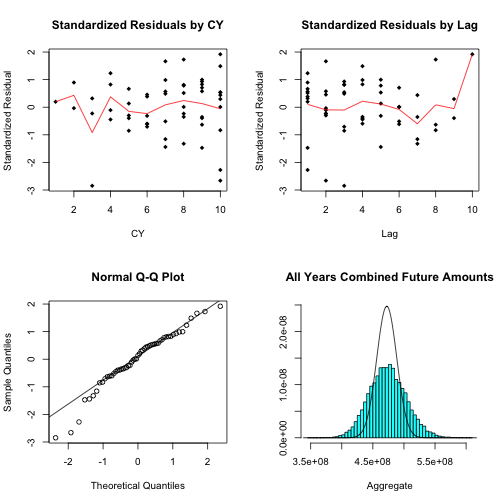 Standardized Residuals by CY
Standardized Residual
2
1
0
-1
-2
-3
2 4 6 8 10
CY
Standardized Residuals by Lag
Standardized Residual
2
1
0
-1
-2
-3
2 4 6 8 10
Lag
Normal Q-Q Plot
Sample Quantiles
2
1
0
-1
-2
-3
-2 -1 0 1 2
Theoretical Quantiles
All Years Combined Future Amounts
2.0e-08
1.0e-08
0.0e+00
3.5e+08 4.5e+08 5.5e+08
Aggregate